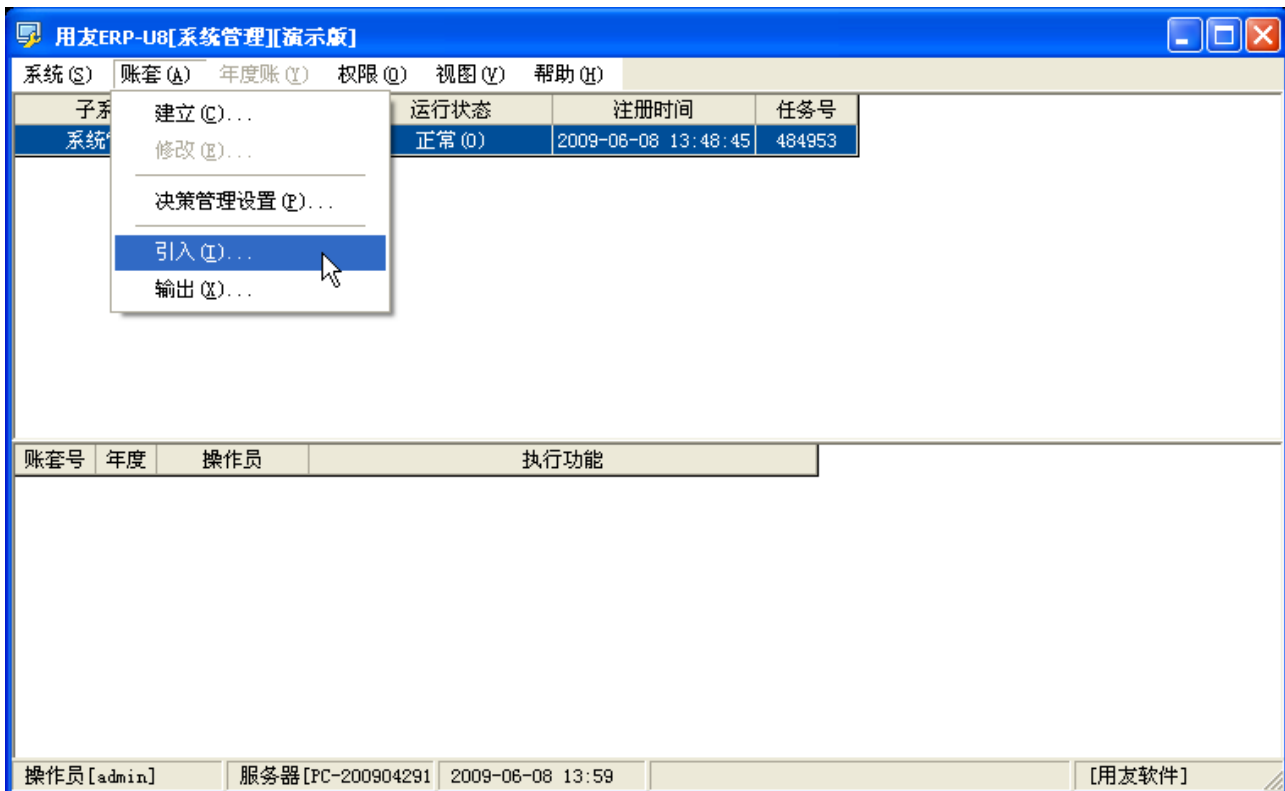 用友ERP-U8[系统管理][演示版]
系统(S) 账套(A) 年度账(Y) 权限(O) 视图(V) 帮助(H)
子系 运行状态 注册时间 任务号
系统 正常(0) 2009-06-08 13:48:45 484953
建立(C)...
修改(E)...
决策管理设置(P)...
引入(I)...
输出(X)...
账套号 年度 操作员 执行功能
操作员[admin] 服务器[PC-200904291 2009-06-08 13:59 [用友软件]